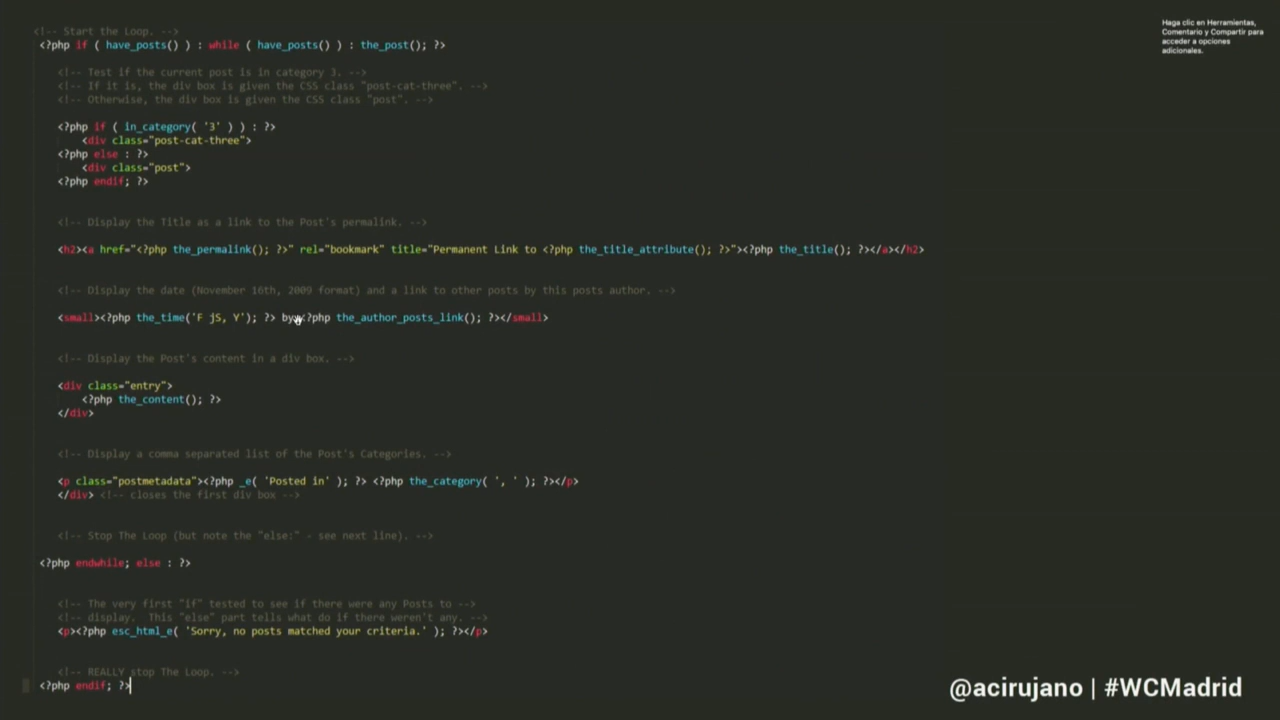 <!-- Start the Loop. -->
<?php if ( have_posts() ) : while ( have_posts() ) : the_post(); ?>
<!-- Test if the current post is in category 3. -->
<!-- If it is, the div box is given the CSS class "post-cat-three". -->
<!-- Otherwise, the div box is given the CSS class "post". -->
<?php if ( in_category( '3' ) ) : ?>
<div class="post-cat-three">
<?php else : ?>
<div class="post">
<?php endif; ?>
<!-- Display the Title as a link to the Post's permalink. -->
<h2><a href="<?php the_permalink(); ?>" rel="bookmark" title="Permanent Link to <?php the_title_attribute(); ?>"><?php the_title(); ?></a></h2>
<!-- Display the date (November 16th, 2009 format) and a link to other posts by this posts author. -->
<small><?php the_time('F jS, Y'); ?> by <?php the_author_posts_link(); ?></small>
<!-- Display the Post's content in a div box. -->
<div class="entry">
<?php the_content(); ?>
</div>
<!-- Display a comma separated list of the Post's Categories. -->
<p class="postmetadata"><?php _e( 'Posted in' ); ?> <?php the_category( ', ' ); ?></p>
</div> <!-- closes the first div box -->
<!-- Stop The Loop (but note the "else:" - see next line). -->
<?php endwhile; else : ?>
<!-- The very first "if" tested to see if there were any Posts to -->
<!-- display.  This "else" part tells what do if there weren't any. -->
<p><?php esc_html_e( 'Sorry, no posts matched your criteria.' ); ?></p>
<!-- REALLY stop The Loop. -->
<?php endif; ?>
Haga clic en Herramientas,
Comentario y Compartir para
acceder a opciones
adicionales.
@acirujano | #WCMadrid